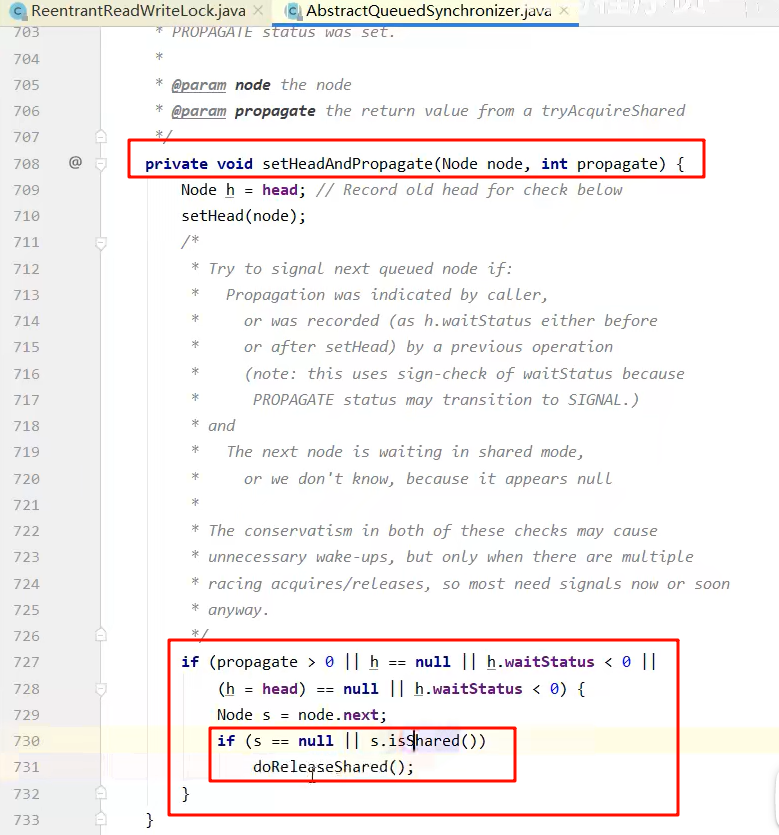 ReentrantReadWriteLock.java × AbstractQueuedSynchronizer.java ×
703 * PROPAGATE status was set.
704 *
705 * @param node the node
706 * @param propagate the return value from a tryAcquireShared
707 */
708 @ private void setHeadAndPropagate(Node node, int propagate) {
709 Node h = head; // Record old head for check below
710 setHead(node);
711 /*
712 * Try to signal next queued node if:
713 * Propagation was indicated by caller,
714 * or was recorded (as h.waitStatus either before
715 * or after setHead) by a previous operation
716 * (note: this uses sign-check of waitStatus because
717 * PROPAGATE status may transition to SIGNAL.)
718 * and
719 * The next node is waiting in shared mode,
720 * or we don't know, because it appears null
721 *
722 * The conservatism in both of these checks may cause
723 * unnecessary wake-ups, but only when there are multiple
724 * racing acquires/releases, so most need signals now or soon
725 * anyway.
726 */
727 if (propagate > 0 || h == null || h.waitStatus < 0 ||
728 (h = head) == null || h.waitStatus < 0) {
729 Node s = node.next;
730 if (s == null || s.isShared())
731 doReleaseShared();
732 }
733 }